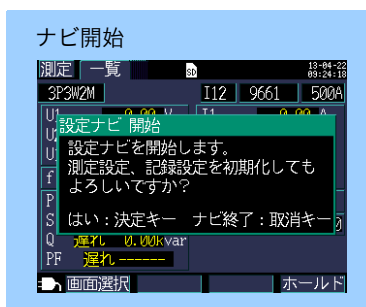 ナビ開始
測定 一覧 SD 13-04-22
09:24:18
3P3W2M I12 9661 500A
設定ナビ 開始
設定ナビを開始します。
測定設定、記録設定を初期化しても
よろしいですか？
f
P
S はい：決定キー ナビ終了：取消キー
Q 遅れ 0.00kvar
PF 遅れ ------
画面選択 ホールド